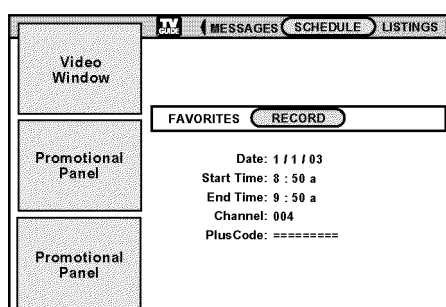 TV
GUIDE
MESSAGES SCHEDULE LISTINGS
Video
Window
FAVORITES RECORD
Promotional
Panel
Date: 1 / 1 / 03
Start Time: 8 : 50 a
End Time: 9 : 50 a
Channel: 004
PlusCode: =========
Promotional
Panel